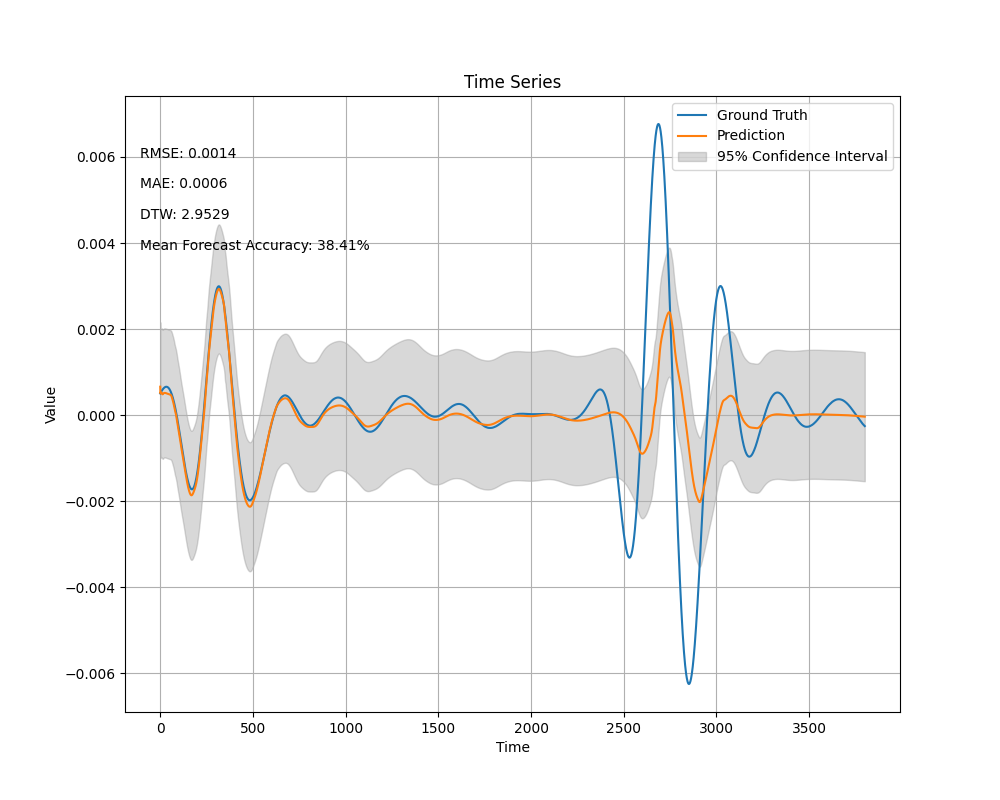 Time Series
Ground Truth
Prediction
95% Confidence Interval
RMSE: 0.0014
MAE: 0.0006
DTW: 2.9529
Mean Forecast Accuracy: 38.41%
Value
0.006
0.004
0.002
0.000
−0.002
−0.004
−0.006
0 500 1000 1500 2000 2500 3000 3500
Time